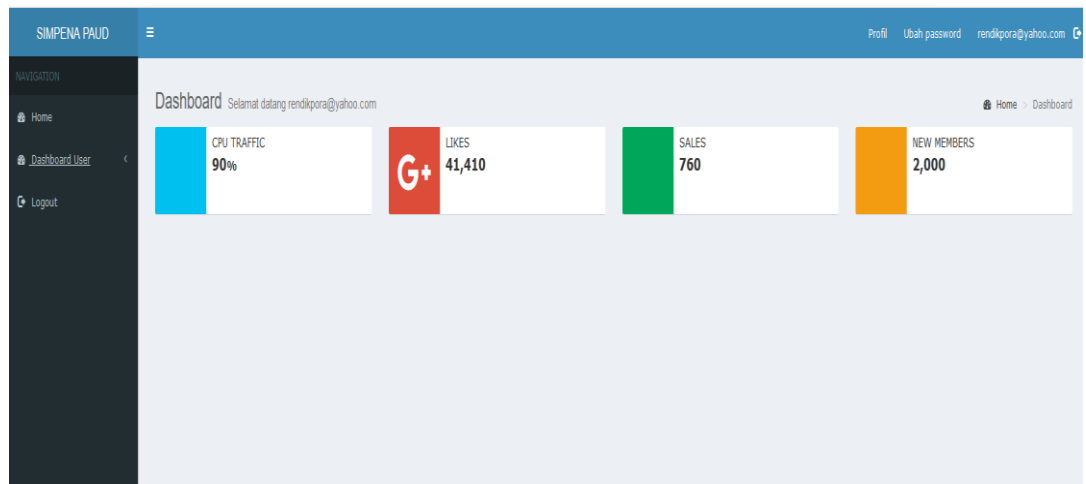 SIMPENA PAUD
Profil Ubah password rendikpora@yahoo.com
NAVIGATION
Home
Dashboard User
Logout
Dashboard Selamat datang rendikpora@yahoo.com
Home > Dashboard
CPU TRAFFIC
90%
G+
LIKES
41,410
SALES
760
NEW MEMBERS
2,000